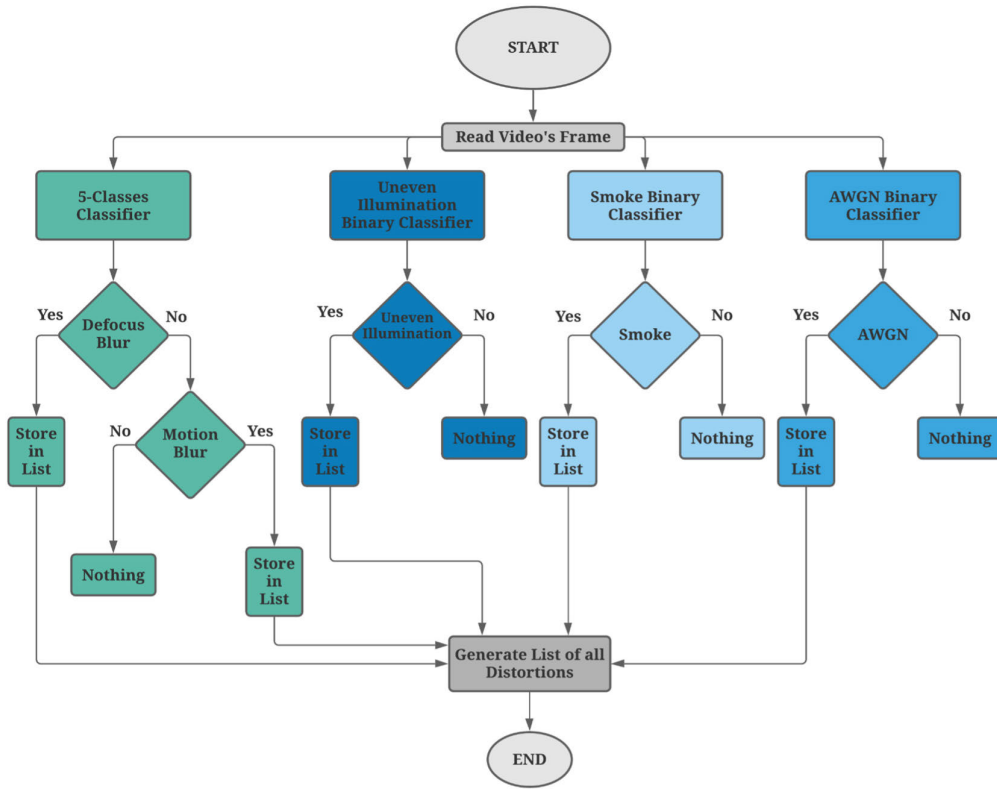 START
Read Video's Frame
5-Classes
Classifier
Uneven
Illumination
Binary Classifier
Smoke Binary
Classifier
AWGN Binary
Classifier
Yes
Defocus
Blur
No
Yes
Uneven
Illumination
No
Yes
Smoke
No
Yes
AWGN
No
Store
in
List
No
Motion
Blur
Yes
Store
in
List
Nothing
Store
in
List
Nothing
Store
in
List
Nothing
Nothing
Store
in
List
Generate List of all
Distortions
END